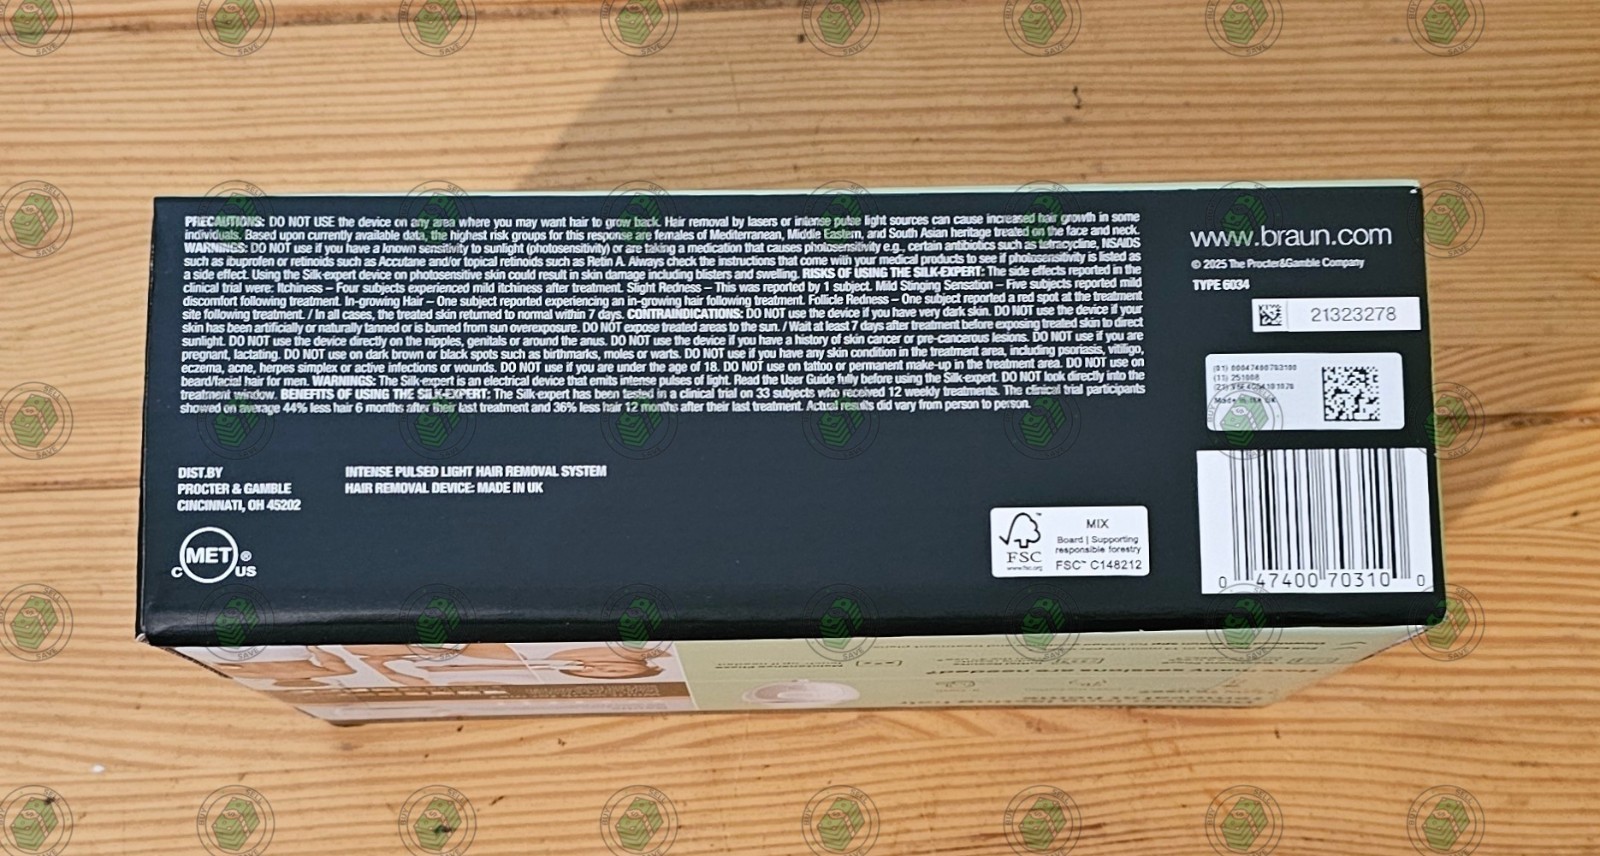 PRECAUTIONS: DO NOT USE the device on any area where you may want hair to grow back. Hair removal by lasers or intense pulse light sources can cause increased hair growth in some
individuals. Based upon currently available data, the highest risk groups for this response are females of Mediterranean, Middle Eastern, and South Asian heritage treated on the face and neck.
WARNINGS: DO NOT use if you have a known sensitivity to sunlight (photosensitivity) or are taking a medication that causes photosensitivity e.g., certain antibiotics such as tetracycline, NSAIDS
such as ibuprofen or retinoids such as Accutane and/or topical retinoids such as Retin A. Always check the instructions that come with your medical products to see if photosensitivity is listed as
a side effect. Using the Silk-expert device on photosensitive skin could result in skin damage including blisters and swelling. RISKS OF USING THE SILK-EXPERT: The side effects reported in the
clinical trial were: Itchiness – Four subjects experienced mild itchiness after treatment. Slight Redness – This was reported by 1 subject. Mild Stinging Sensation – Five subjects reported mild
discomfort following treatment. In-growing Hair – One subject reported experiencing an in-growing hair following treatment. Follicle Redness – One subject reported a red spot at the treatment
site following treatment. / In all cases, the treated skin returned to normal within 7 days. CONTRAINDICATIONS: DO NOT use the device if you have very dark skin. DO NOT use the device if your
skin has been artificially or naturally tanned or is burned from sun overexposure. DO NOT expose treated areas to the sun. / Wait at least 7 days after treatment before exposing treated skin to direct
sunlight. DO NOT use the device directly on the nipples, genitals or around the anus. DO NOT use the device if you have a history of skin cancer or pre-cancerous lesions. DO NOT use if you are
pregnant, lactating. DO NOT use on dark brown or black spots such as birthmarks, moles or warts. DO NOT use if you have any skin condition in the treatment area, including psoriasis, vitiligo,
eczema, acne, herpes simplex or active infections or wounds. DO NOT use if you are under the age of 18. DO NOT use on tattoo or permanent make-up in the treatment area. DO NOT use on
beard/facial hair for men. WARNINGS: The Silk-expert is an electrical device that emits intense pulses of light. Read the User Guide fully before using the Silk-expert. DO NOT look directly into the
treatment window. BENEFITS OF USING THE SILK-EXPERT: The Silk-expert has been tested in a clinical trial on 33 subjects who received 12 weekly treatments. The clinical trial participants
showed on average 44% less hair 6 months after their last treatment and 36% less hair 12 months after their last treatment. Actual results did vary from person to person.
www.braun.com
© 2025 The Procter&Gamble Company
TYPE 6034
21323278
(01) 00047400703100
(11) 251008
Made in the UK
0 47400 70310 0
DIST.BY
PROCTER & GAMBLE
CINCINNATI, OH 45202
INTENSE PULSED LIGHT HAIR REMOVAL SYSTEM
HAIR REMOVAL DEVICE: MADE IN UK
C MET ® US
FSC™
www.fsc.org
MIX
Board | Supporting
responsible forestry
FSC™ C148212